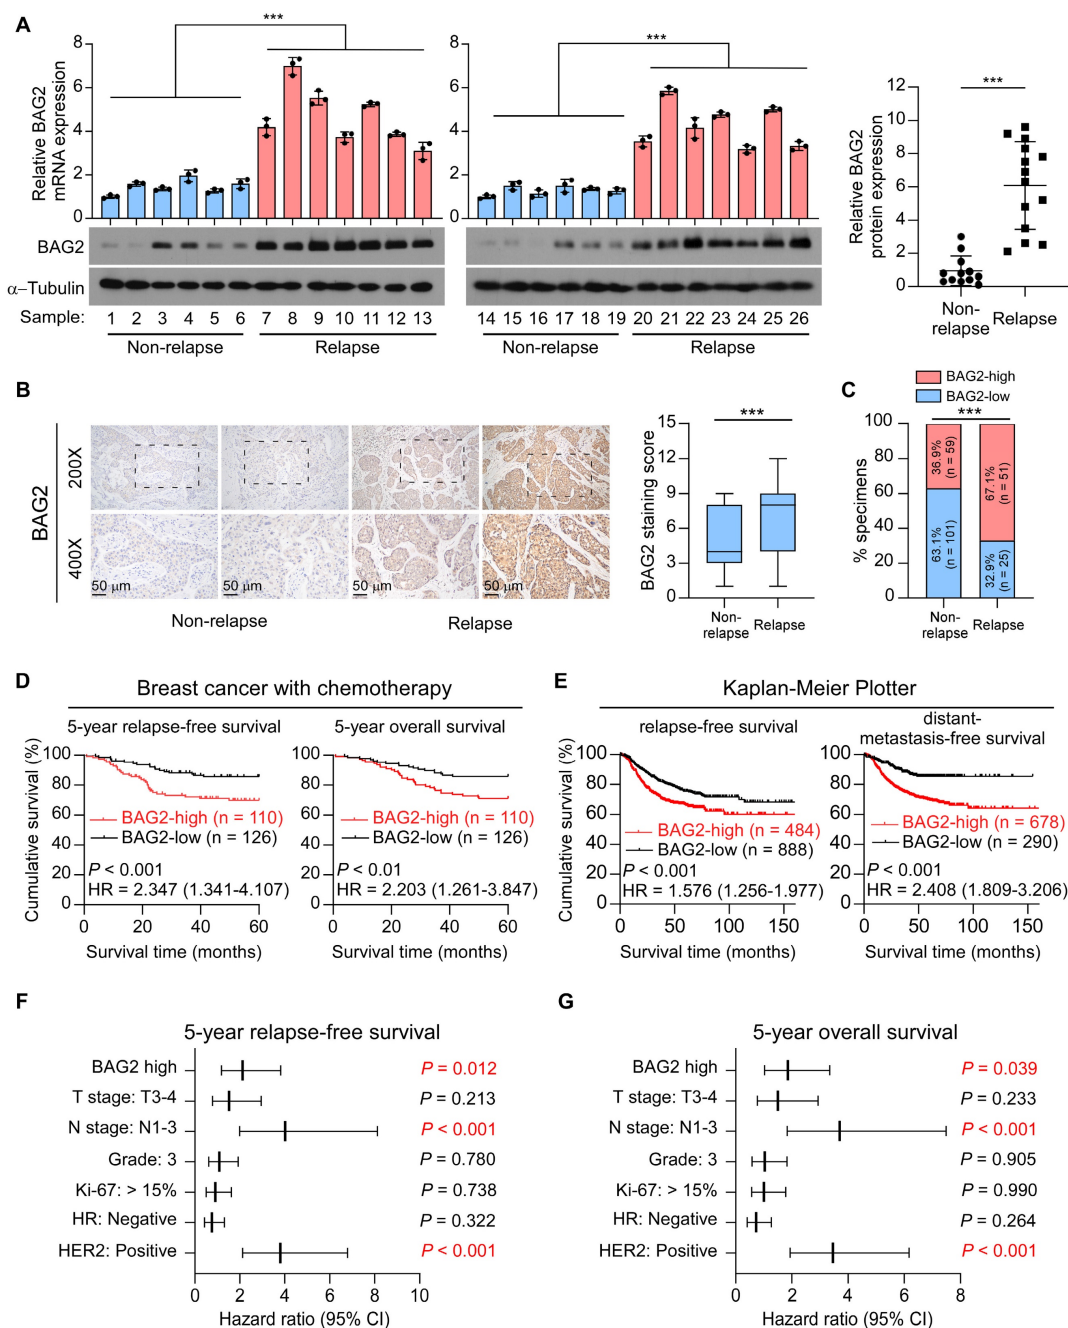 A
Relative BAG2
mRNA expression
8
6
4
2
0
***
8
6
4
2
0
***
BAG2
α-Tubulin
Sample: 1 2 3 4 5 6 7 8 9 10 11 12 13
14 15 16 17 18 19 20 21 22 23 24 25 26
Non-relapse Relapse
Non-relapse Relapse
Relative BAG2
protein expression
12
10
8
6
4
2
0
***
Non-
relapse
Relapse
B
BAG2
200X
400X
50 μm
50 μm
50 μm
50 μm
Non-relapse
Relapse
BAG2 staining score
15
12
9
6
3
0
***
Non-
relapse
Relapse
C
BAG2-high
BAG2-low
***
% specimens
100
80
60
40
20
0
36.9%
(n = 59)
63.1%
(n = 101)
67.1%
(n = 51)
32.9%
(n = 25)
Non-
relapse
Relapse
D
Breast cancer with chemotherapy
5-year relapse-free survival
Cumulative survival (%)
100
80
60
40
20
0
BAG2-high (n = 110)
BAG2-low (n = 126)
P < 0.001
HR = 2.347 (1.341-4.107)
0 20 40 60
Survival time (months)
5-year overall survival
100
80
60
40
20
0
BAG2-high (n = 110)
BAG2-low (n = 126)
P < 0.01
HR = 2.203 (1.261-3.847)
0 20 40 60
Survival time (months)
E
Kaplan-Meier Plotter
relapse-free survival
Cumulative survival (%)
100
80
60
40
20
0
BAG2-high (n = 484)
BAG2-low (n = 888)
P < 0.001
HR = 1.576 (1.256-1.977)
0 50 100 150
Survival time (months)
distant-
metastasis-free survival
100
80
60
40
20
0
BAG2-high (n = 678)
BAG2-low (n = 290)
P < 0.001
HR = 2.408 (1.809-3.206)
0 50 100 150
Survival time (months)
F
5-year relapse-free survival
BAG2 high P = 0.012
T stage: T3-4 P = 0.213
N stage: N1-3 P < 0.001
Grade: 3 P = 0.780
Ki-67: > 15% P = 0.738
HR: Negative P = 0.322
HER2: Positive P < 0.001
0 2 4 6 8 10
Hazard ratio (95% CI)
G
5-year overall survival
BAG2 high P = 0.039
T stage: T3-4 P = 0.233
N stage: N1-3 P < 0.001
Grade: 3 P = 0.905
Ki-67: > 15% P = 0.990
HR: Negative P = 0.264
HER2: Positive P < 0.001
0 2 4 6 8
Hazard ratio (95% CI)